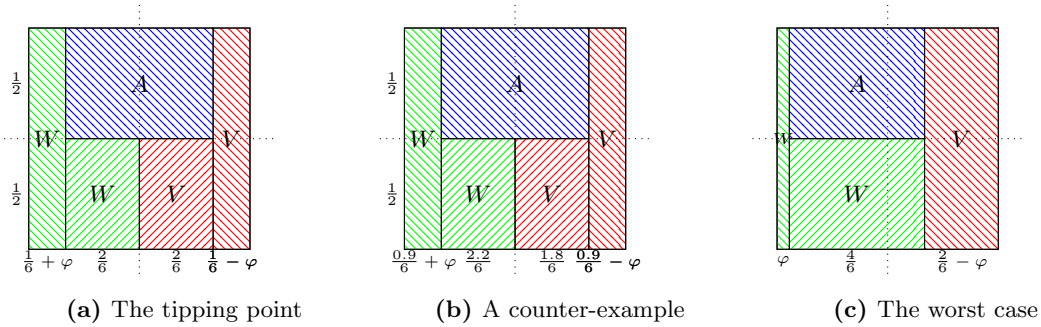 1/2
A
W
V
1/2
W
V
1/6 + φ
2/6
2/6
1/6 − φ
(a) The tipping point
1/2
A
W
V
1/2
W
V
0.9/6 + φ
2.2/6
1.8/6
0.9/6 − φ
(b) A counter-example
A
W
V
W
φ
4/6
2/6 − φ
(c) The worst case